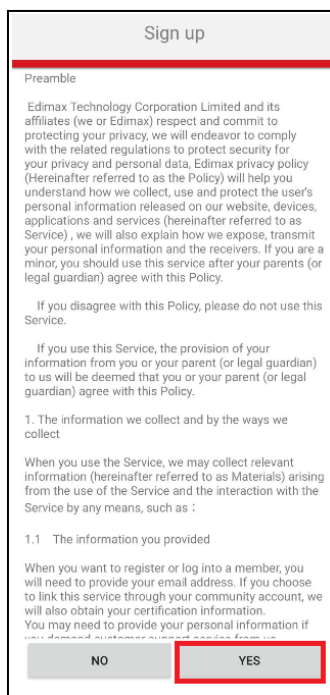 Sign up
Preamble
Edimax Technology Corporation Limited and its
affiliates (we or Edimax) respect and commit to
protecting your privacy, we will endeavor to comply
with the related regulations to protect security for
your privacy and personal data, Edimax privacy policy
(Hereinafter referred to as the Policy) will help you
understand how we collect, use and protect the user's
personal information released on our website, devices,
applications and services (hereinafter referred to as
Service) , we will also explain how we expose, transmit
your personal information and the receivers. If you are a
minor, you should use this service after your parents (or
legal guardian) agree with this Policy.
If you disagree with this Policy, please do not use this
Service.
If you use this Service, the provision of your
information from you or your parent (or legal guardian)
to us will be deemed that you or your parent (or legal
guardian) agree with this Policy.
1. The information we collect and by the ways we
collect
When you use the Service, we may collect relevant
information (hereinafter referred to as Materials) arising
from the use of the Service and the interaction with the
Service by any means, such as：
1.1 The information you provided
When you want to register or log into a member, you
will need to provide your email address. If you choose
to link this service through your community account, we
will also obtain your certification information.
You may need to provide your personal information if
you demand customer support service from us
NO
YES